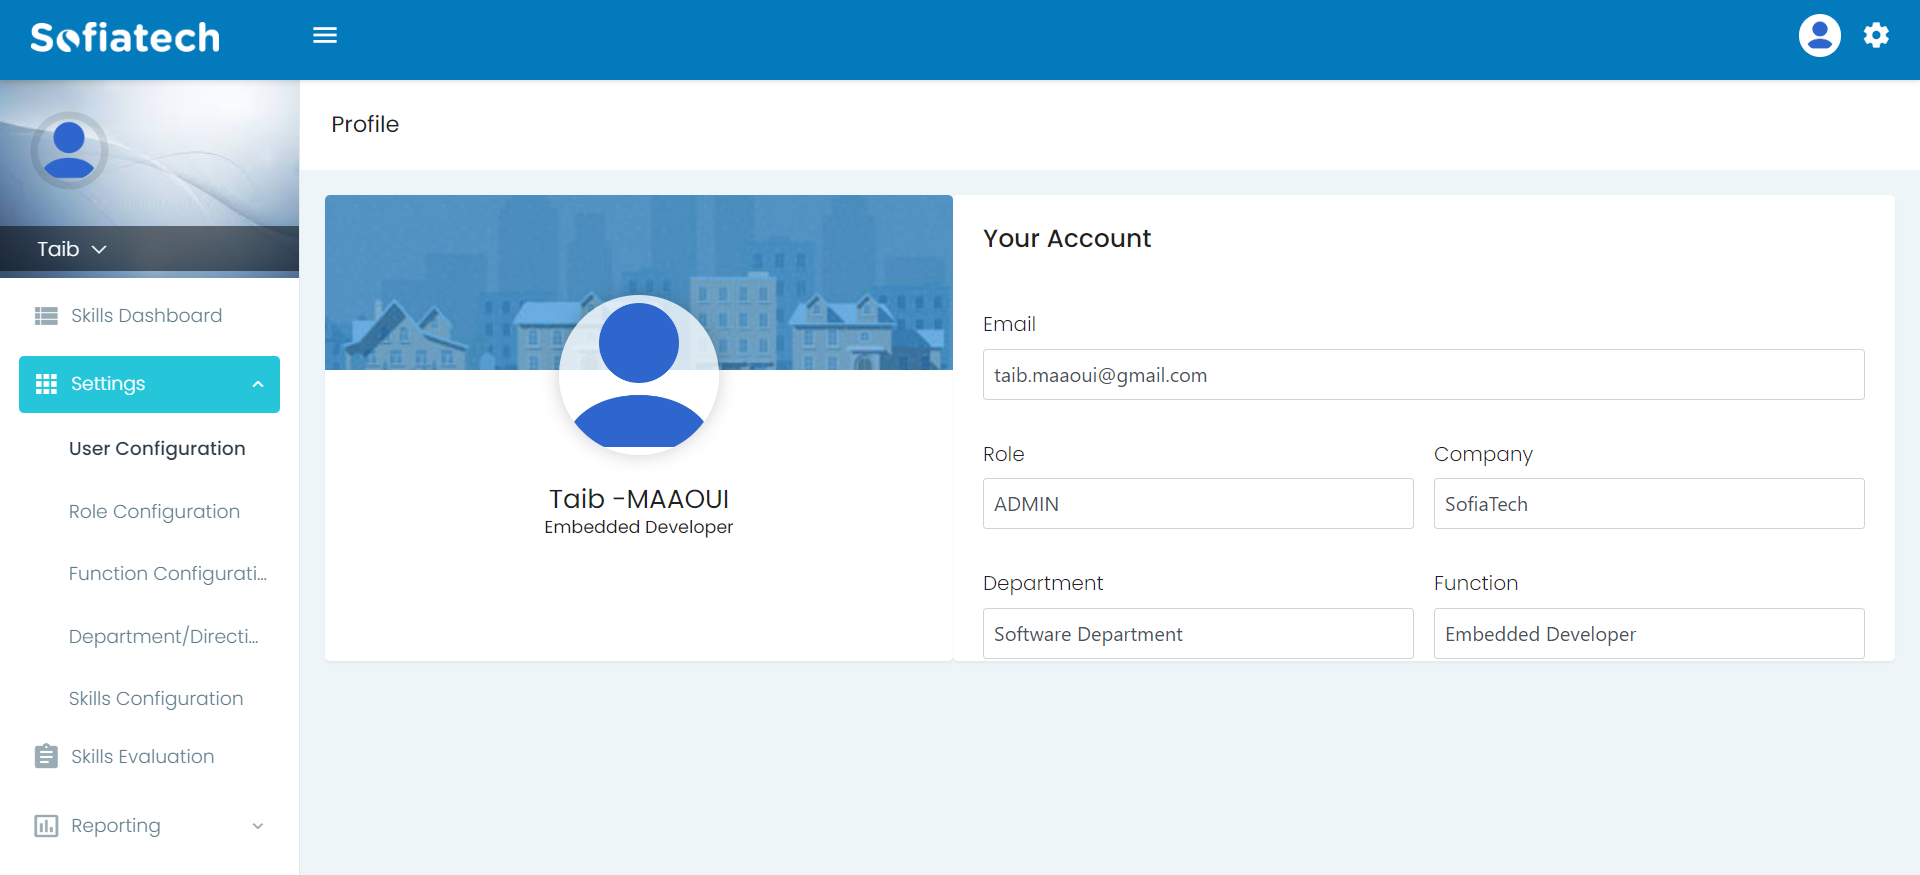 Sofiatech
Profile
Taib
Skills Dashboard
Settings
User Configuration
Role Configuration
Function Configurati...
Department/Directi...
Skills Configuration
Skills Evaluation
Reporting
Taib -MAAOUI
Embedded Developer
Your Account
Email
taib.maaoui@gmail.com
Role
Company
ADMIN
SofiaTech
Department
Function
Software Department
Embedded Developer